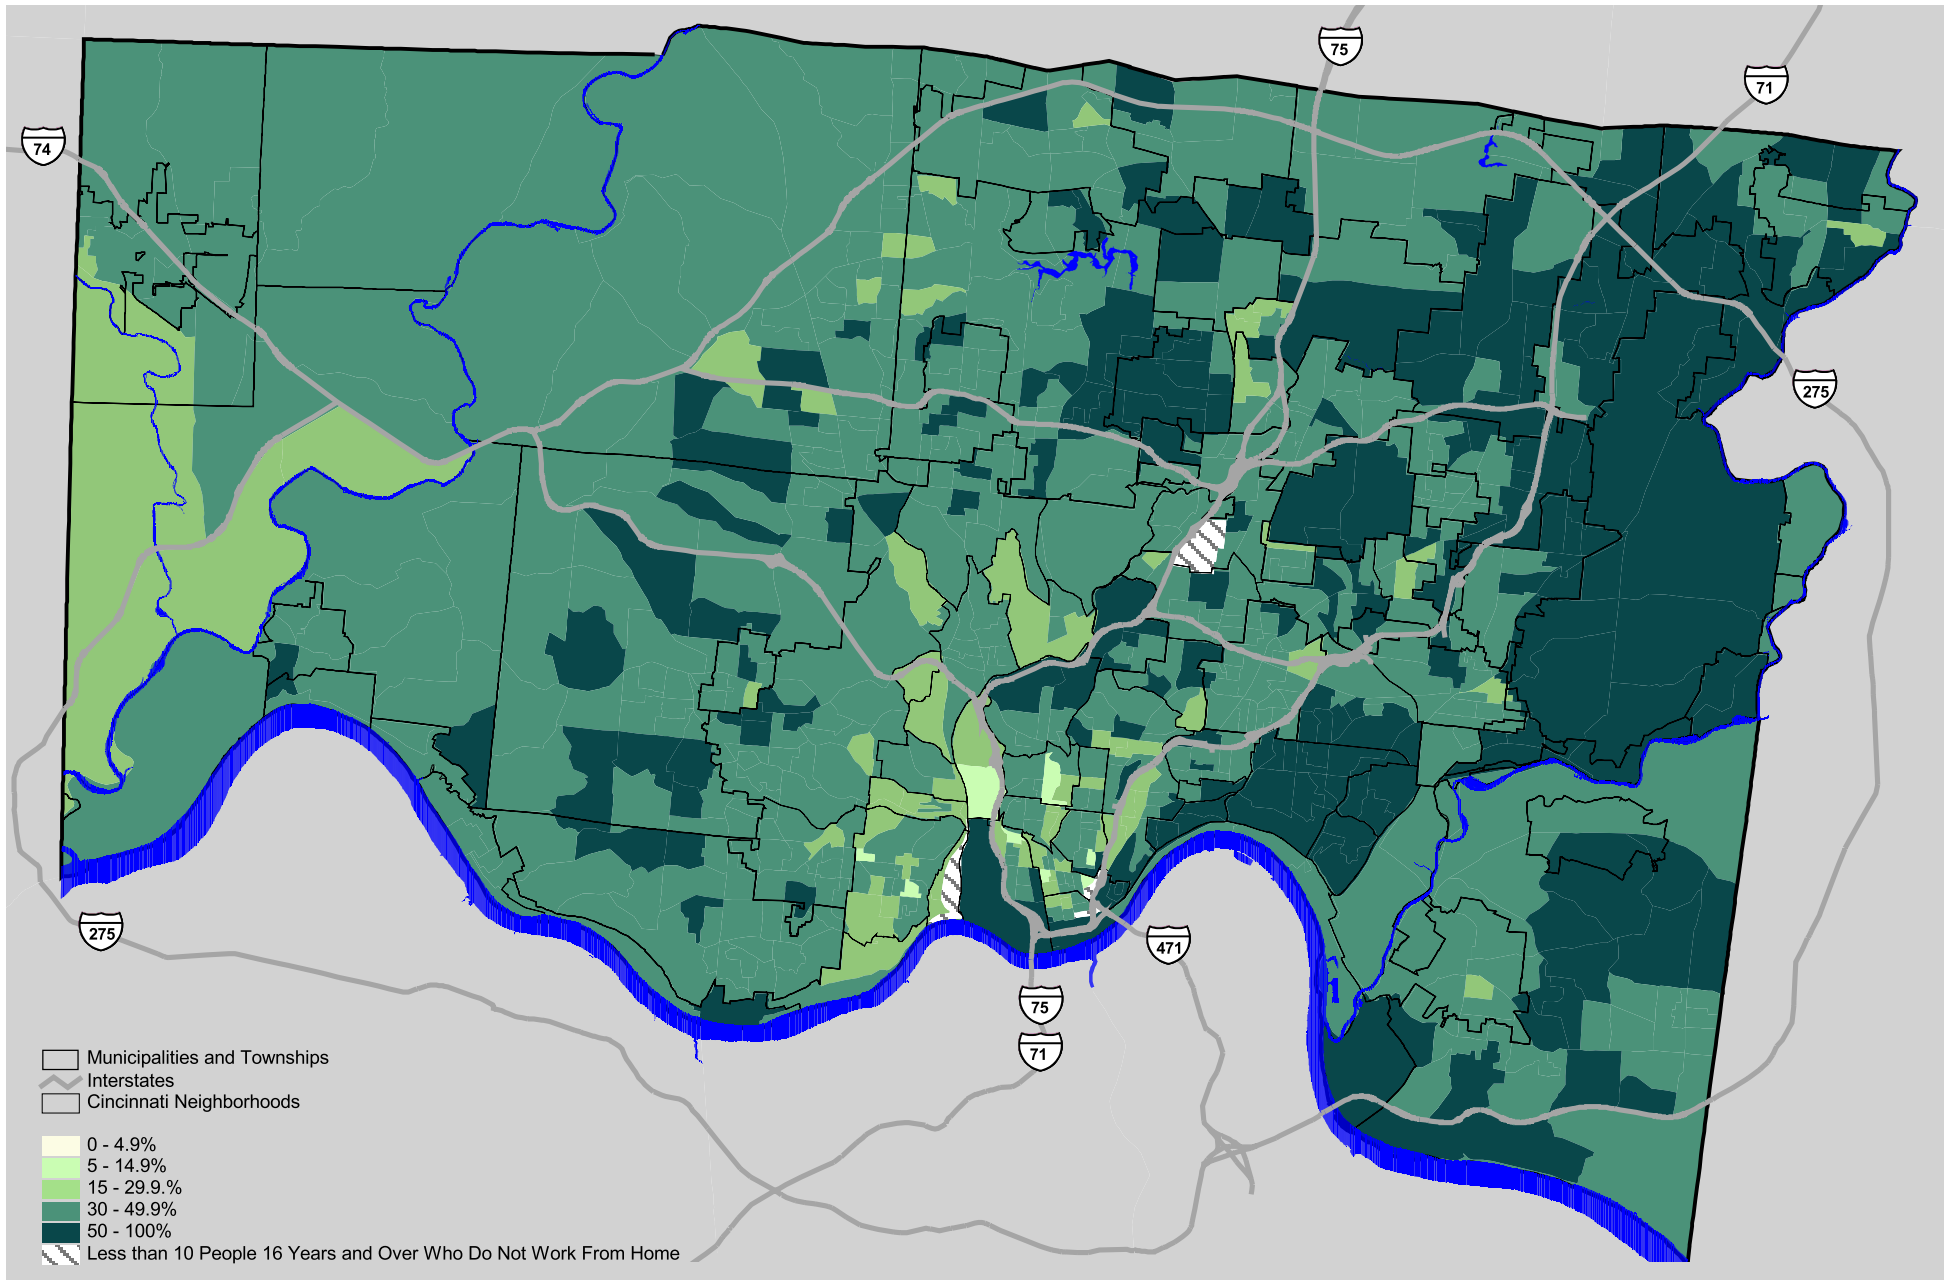 75
71
74
275
275
471
75
71
Municipalities and Townships
Interstates
Cincinnati Neighborhoods
0 - 4.9%
5 - 14.9%
15 - 29.9.%
30 - 49.9%
50 - 100%
Less than 10 People 16 Years and Over Who Do Not Work From Home